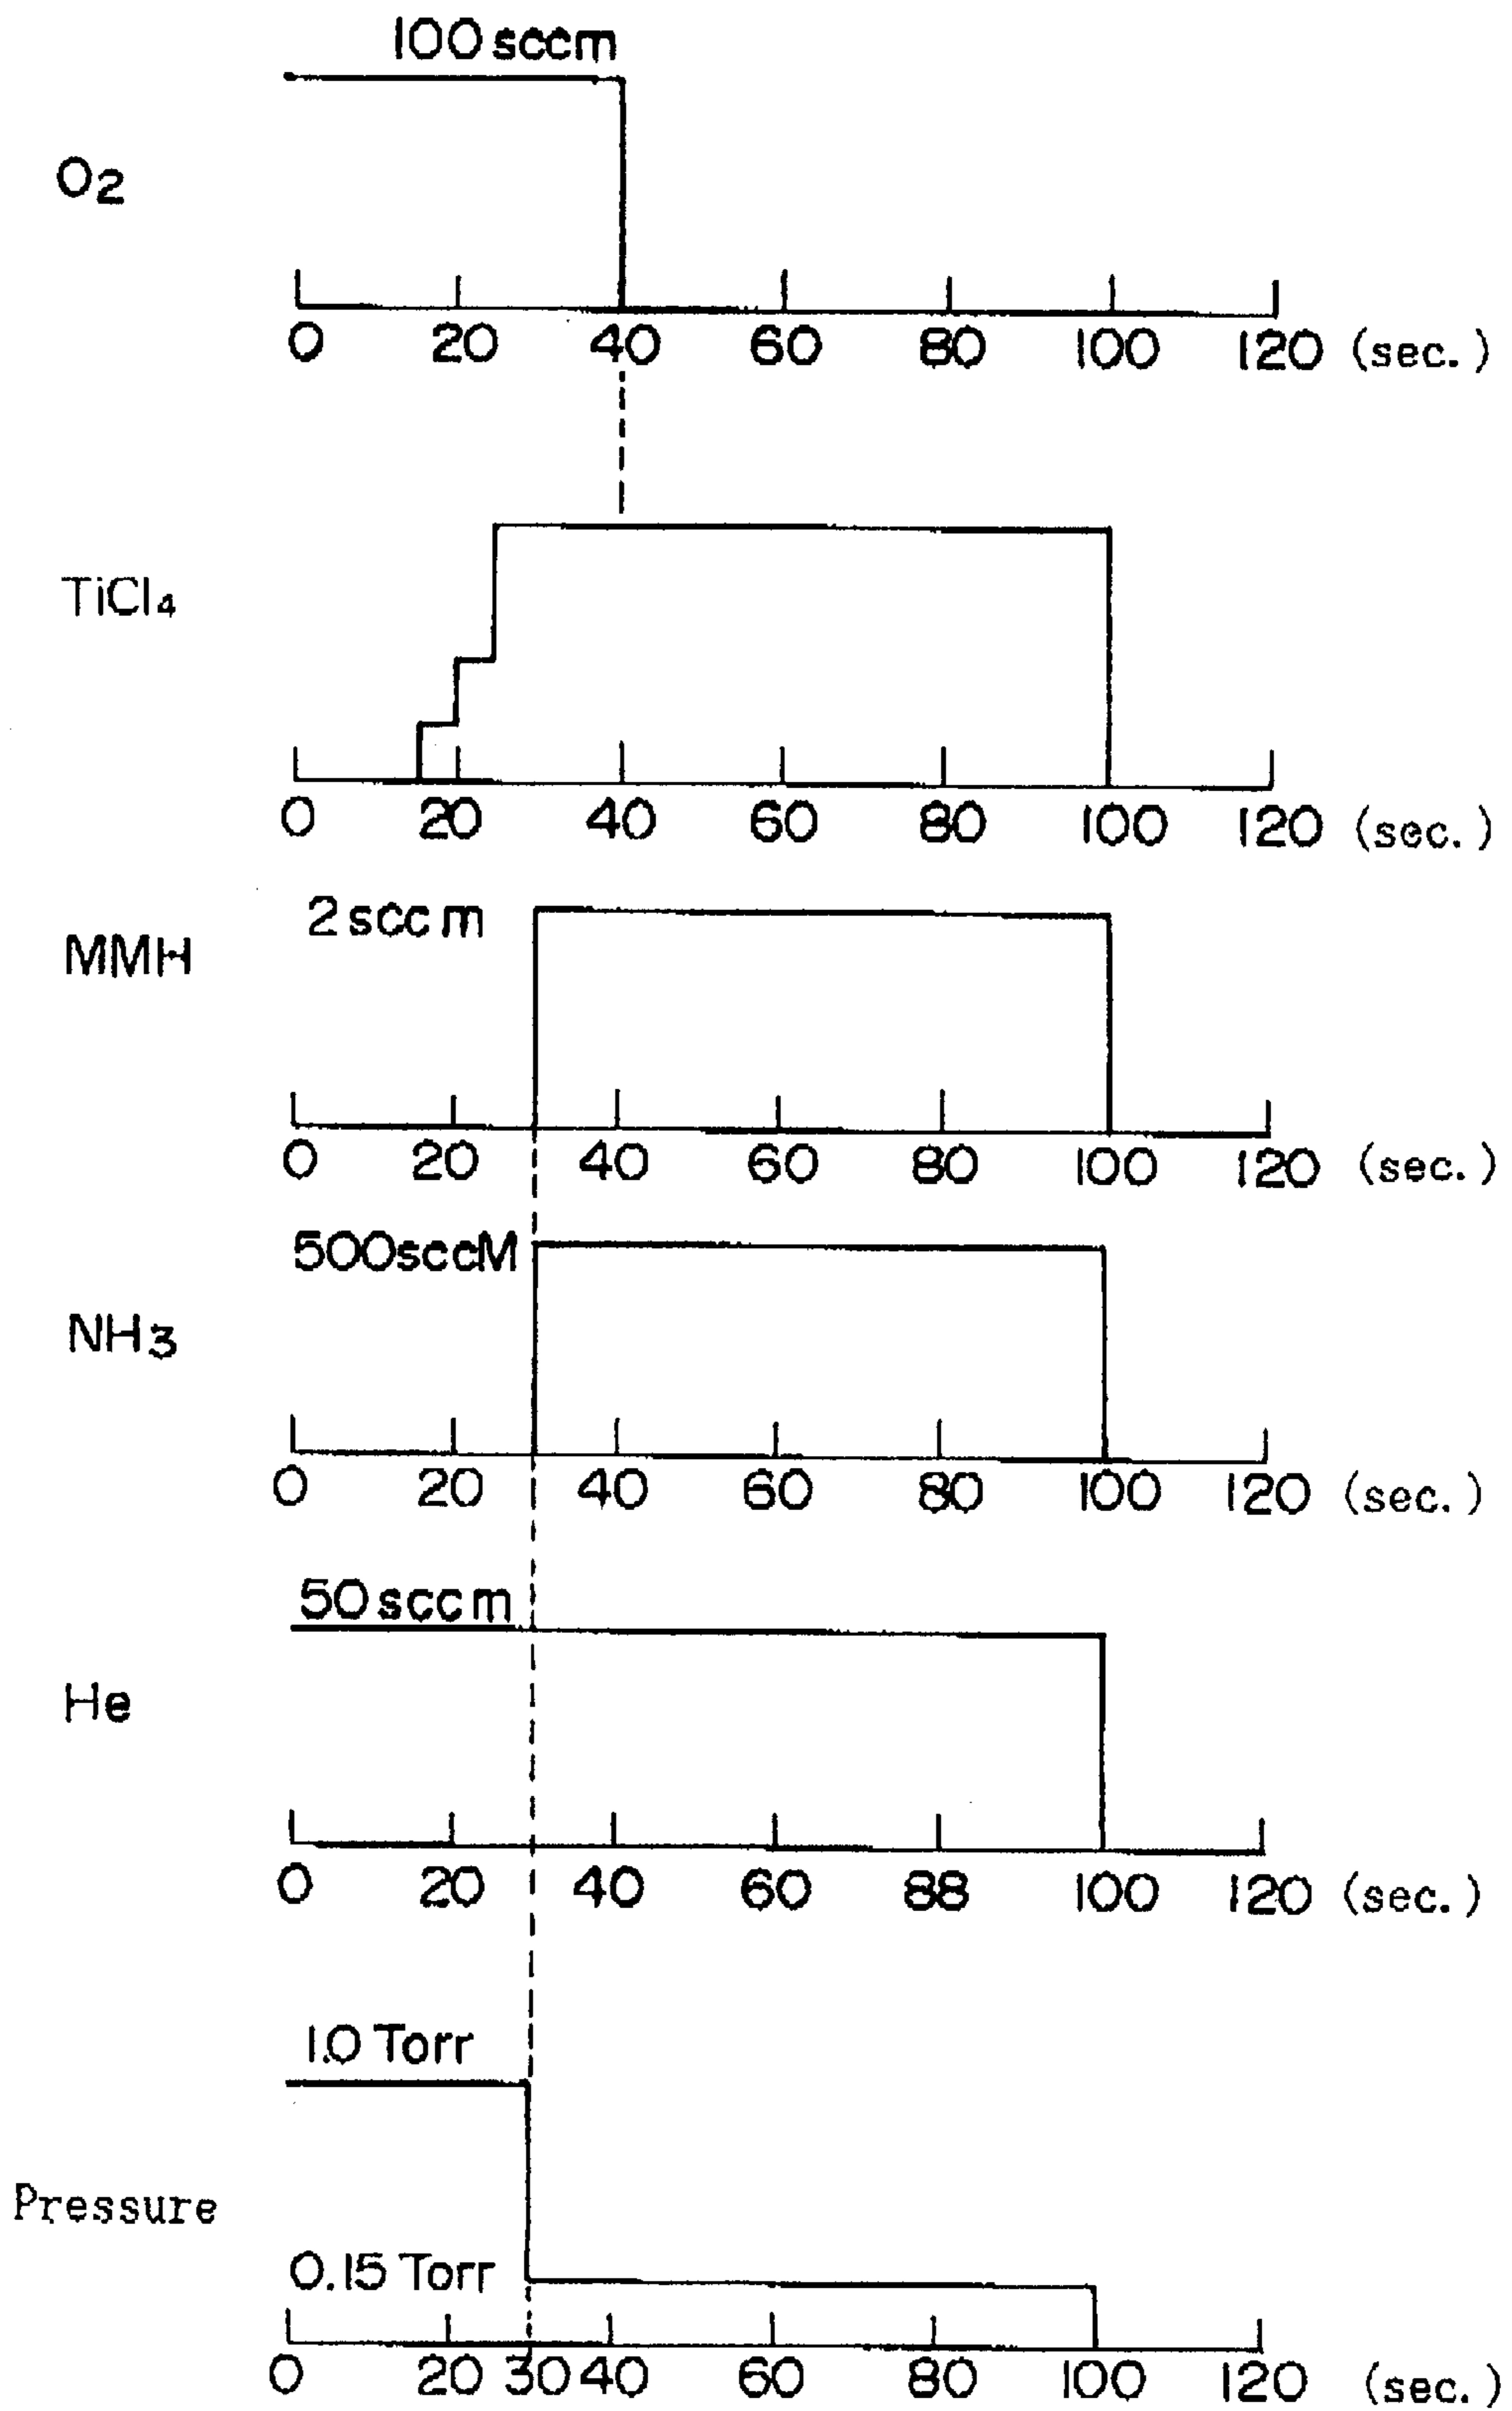 100 sccm
O2
0 20 40 60 80 100 120 (sec.)
TiCl4
0 20 40 60 80 100 120 (sec.)
2 sccm
MMH
0 20 40 60 80 100 120 (sec.)
500sccM
NH3
0 20 40 60 80 100 120 (sec.)
50 sccm
He
0 20 40 60 88 100 120 (sec.)
1.0 Torr
Pressure
0.15 Torr
0 20 30 40 60 80 100 120 (sec.)